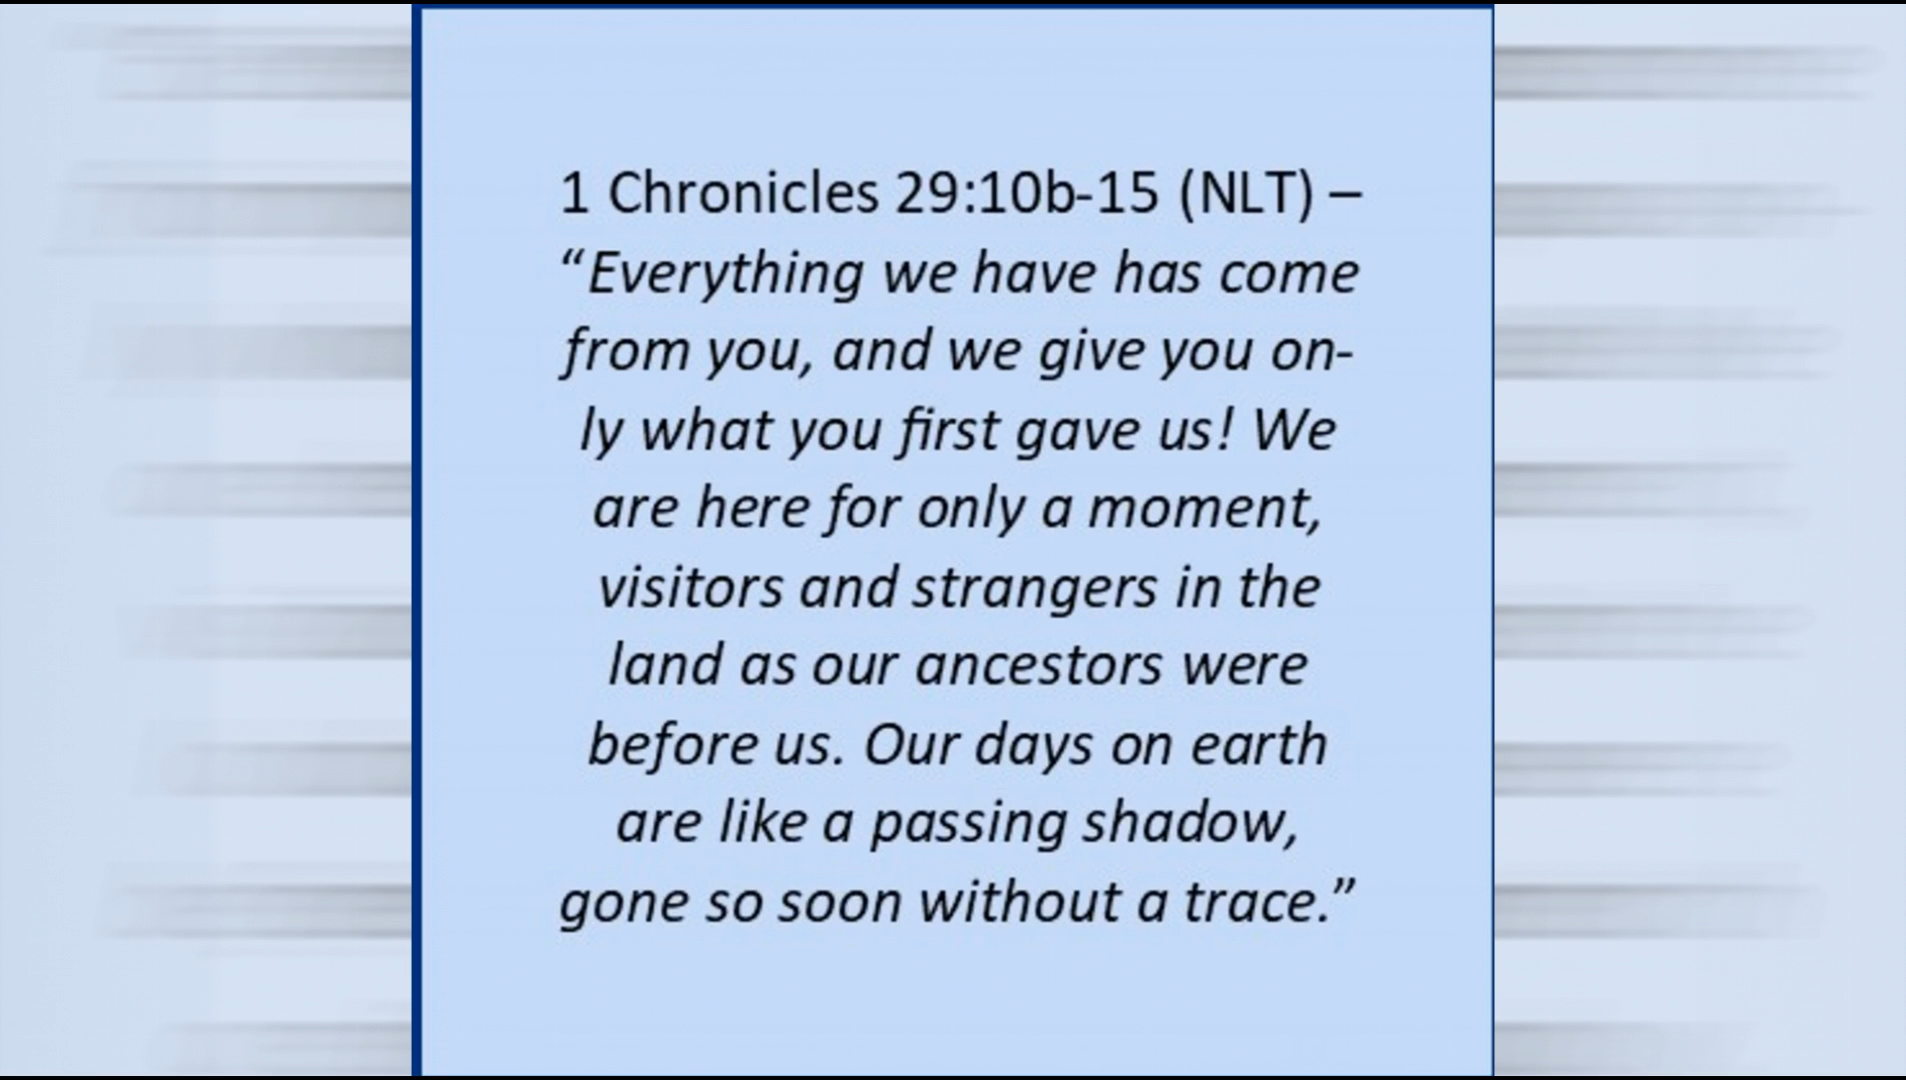 1 Chronicles 29:10b-15 (NLT) –
“Everything we have has come
from you, and we give you on-
ly what you first gave us! We
are here for only a moment,
visitors and strangers in the
land as our ancestors were
before us. Our days on earth
are like a passing shadow,
gone so soon without a trace.”